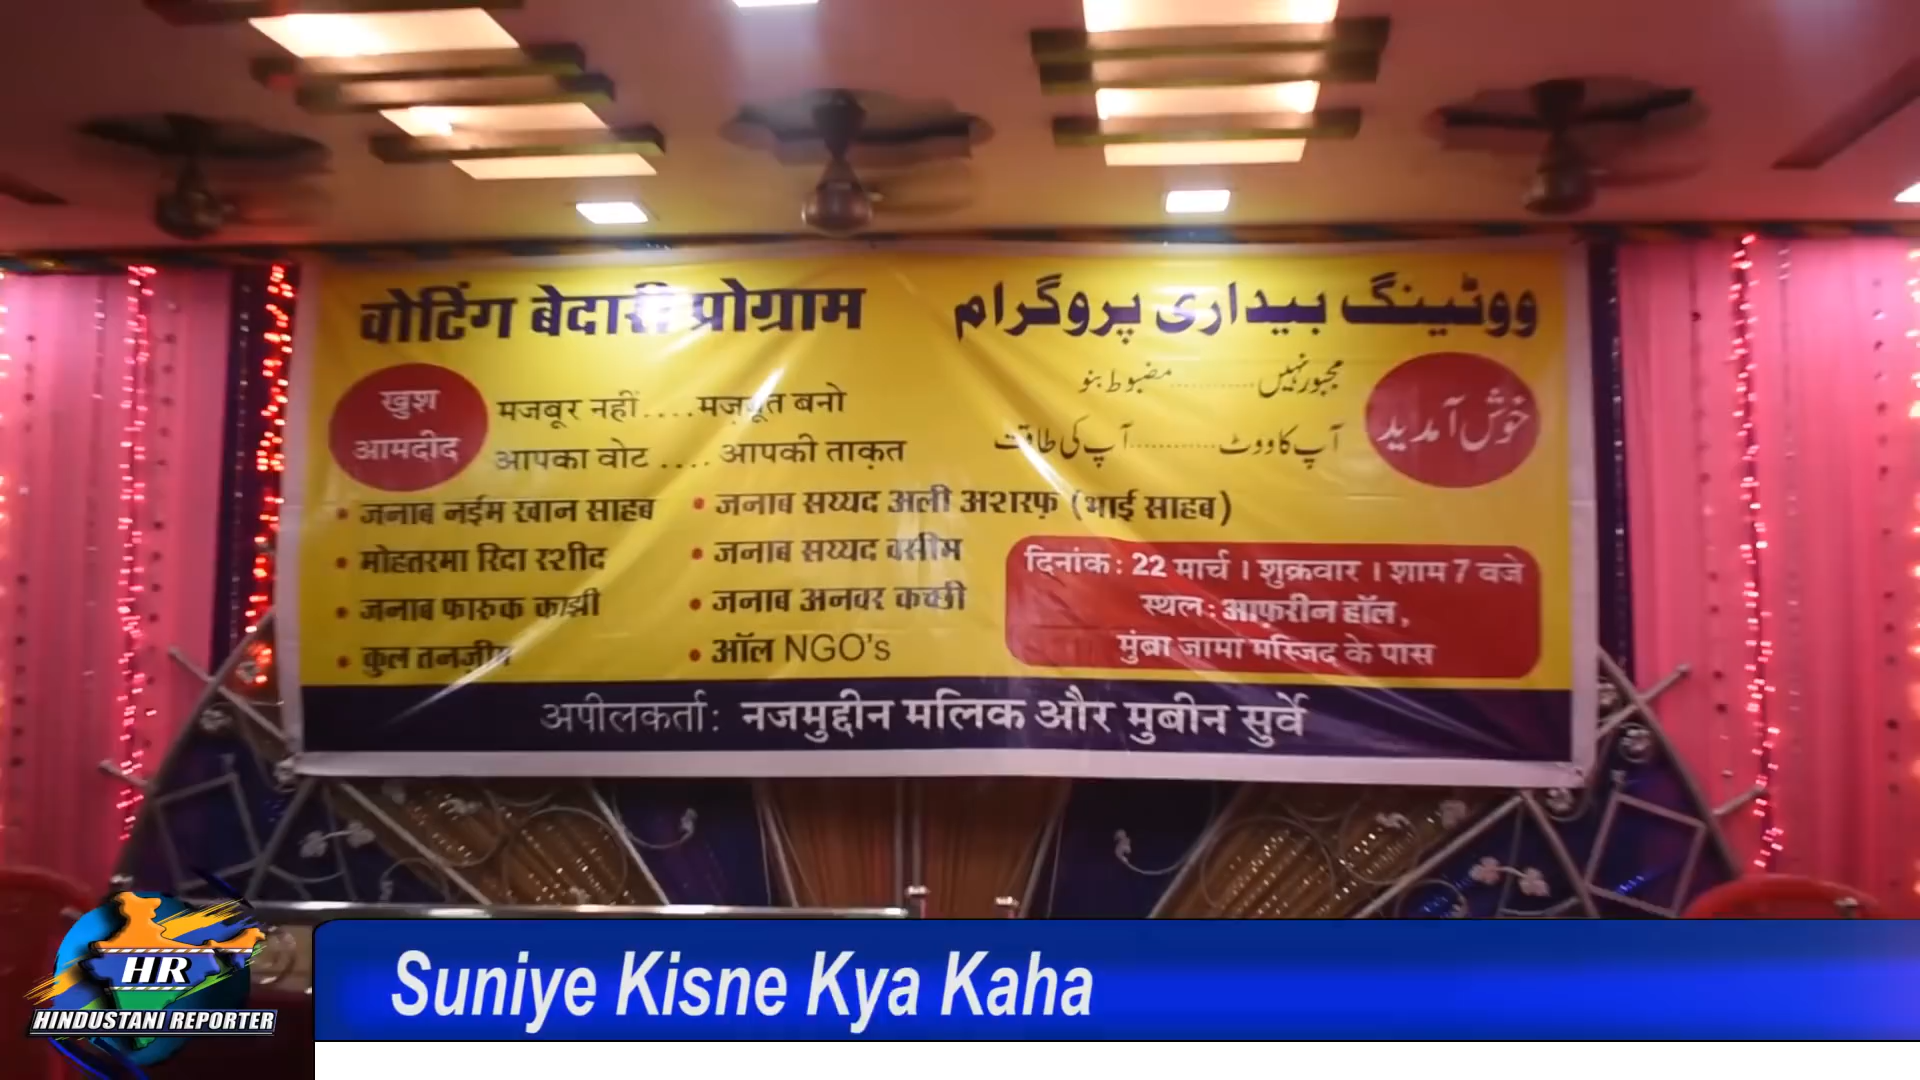 वोटिंग बेदारी प्रोग्राम
ووٹینگ بیداری پروگرام
खुश
आमदीद
मजबूर नहीं....मज़बूत बनो
आपका वोट .... आपकी ताक़त
مجبور نہیں..........مضبوط بنو
آپ کا ووٹ..........آپ کی طاقت
خوش آمدید
• जनाब नईम खान साहब
• मोहतरमा रिदा रशीद
• जनाब फारुक काझी
• कुल तनजीम
• जनाब सय्यद अली अशरफ़ (भाई साहब)
• जनाब सय्यद वसीम
• जनाब अनवर कच्छी
• ऑल NGO's
दिनांक: 22 मार्च । शुक्रवार । शाम 7 बजे
स्थल: आफ़रीन हॉल,
मुंब्रा जामा मस्जिद के पास
अपीलकर्ता: नजमुद्दीन मलिक और मुबीन सुर्वे
HR
HINDUSTANI REPORTER
Suniye Kisne Kya Kaha